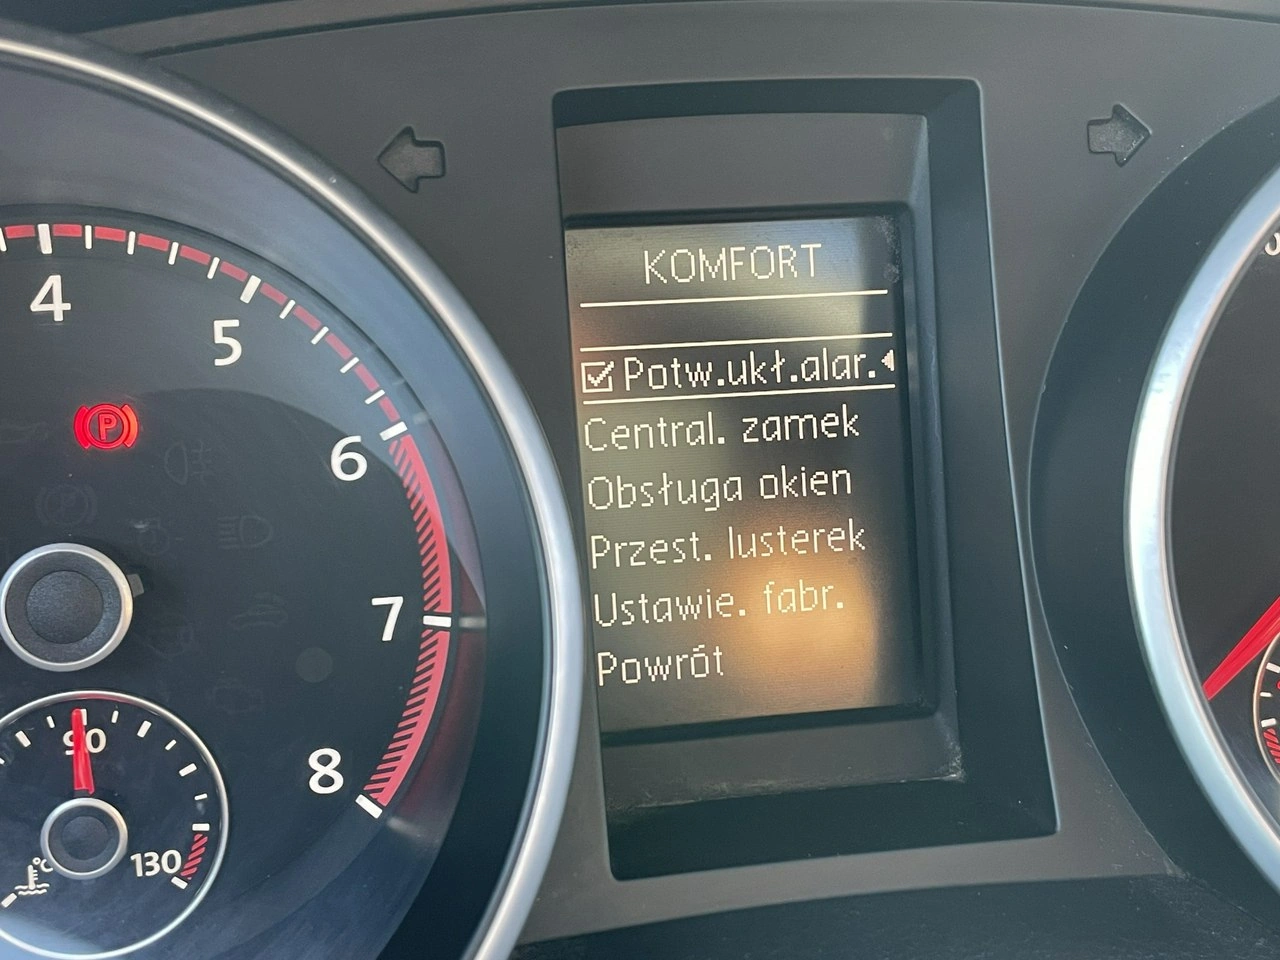 KOMFORT
Potw.ukł.alar.
Central. zamek
Obsługa okien
Przest. lusterek
Ustawie. fabr.
Powrót
4
5
6
7
8
P
90
130
°C